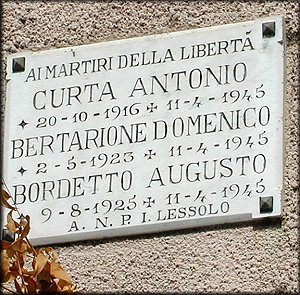 AI MARTIRI DELLA LIBERTÀ
CURTA ANTONIO
✦ 20-10-1916 ✢ 11-4-1945
BERTARIONE DOMENICO
✦ 2-5-1923 ✢ 11-4-1945
BORDETTO AUGUSTO
✦ 9-8-1925 ✢ 11-4-1945
A. N. P. I. LESSOLO